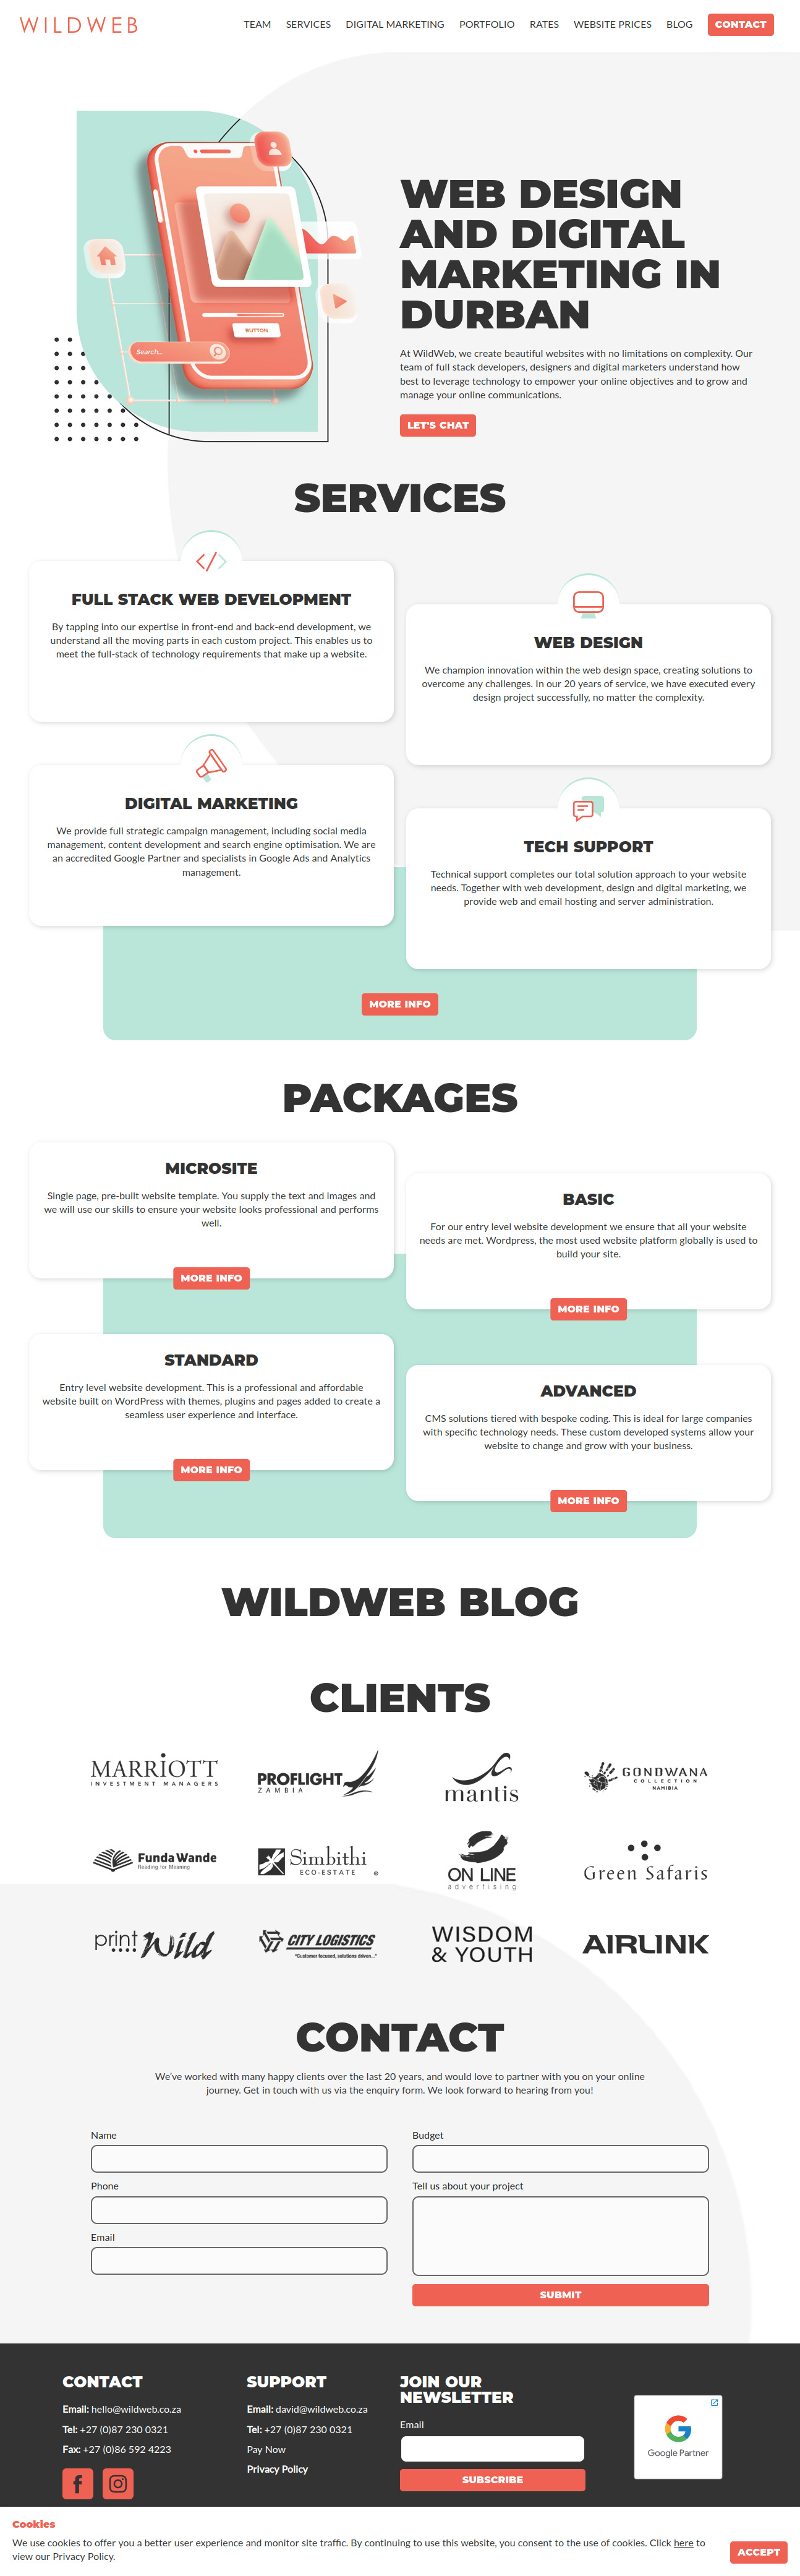 WILDWEB
TEAM SERVICES DIGITAL MARKETING PORTFOLIO RATES WEBSITE PRICES BLOG CONTACT
BUTTON
Search...
WEB DESIGN
AND DIGITAL
MARKETING IN
DURBAN
At WildWeb, we create beautiful websites with no limitations on complexity. Our
team of full stack developers, designers and digital marketers understand how
best to leverage technology to empower your online objectives and to grow and
manage your online communications.
LET'S CHAT
SERVICES
FULL STACK WEB DEVELOPMENT
By tapping into our expertise in front-end and back-end development, we
understand all the moving parts in each custom project. This enables us to
meet the full-stack of technology requirements that make up a website.
WEB DESIGN
We champion innovation within the web design space, creating solutions to
overcome any challenges. In our 20 years of service, we have executed every
design project successfully, no matter the complexity.
DIGITAL MARKETING
We provide full strategic campaign management, including social media
management, content development and search engine optimisation. We are
an accredited Google Partner and specialists in Google Ads and Analytics
management.
TECH SUPPORT
Technical support completes our total solution approach to your website
needs. Together with web development, design and digital marketing, we
provide web and email hosting and server administration.
MORE INFO
PACKAGES
MICROSITE
Single page, pre-built website template. You supply the text and images and
we will use our skills to ensure your website looks professional and performs
well.
MORE INFO
BASIC
For our entry level website development we ensure that all your website
needs are met. Wordpress, the most used website platform globally is used to
build your site.
MORE INFO
STANDARD
Entry level website development. This is a professional and affordable
website built on WordPress with themes, plugins and pages added to create a
seamless user experience and interface.
MORE INFO
ADVANCED
CMS solutions tiered with bespoke coding. This is ideal for large companies
with specific technology needs. These custom developed systems allow your
website to change and grow with your business.
MORE INFO
WILDWEB BLOG
CLIENTS
MARRIOTT
INVESTMENT MANAGERS
PROFLIGHT
ZAMBIA
mantis
GONDWANA
COLLECTION
NAMIBIA
Funda Wande
Reading for Meaning
Simbithi
ECO-ESTATE
ON LINE
advertising
Green Safaris
print Wild
CITY LOGISTICS
"Customer focused, solutions driven..."
WISDOM
& YOUTH
AIRLINK
CONTACT
We've worked with many happy clients over the last 20 years, and would love to partner with you on your online
journey. Get in touch with us via the enquiry form. We look forward to hearing from you!
Name
Phone
Email
Budget
Tell us about your project
SUBMIT
CONTACT
Email: hello@wildweb.co.za
Tel: +27 (0)87 230 0321
Fax: +27 (0)86 592 4223
SUPPORT
Email: david@wildweb.co.za
Tel: +27 (0)87 230 0321
Pay Now
Privacy Policy
JOIN OUR
NEWSLETTER
Email
SUBSCRIBE
Google Partner
Cookies
We use cookies to offer you a better user experience and monitor site traffic. By continuing to use this website, you consent to the use of cookies. Click here to
view our Privacy Policy.
ACCEPT